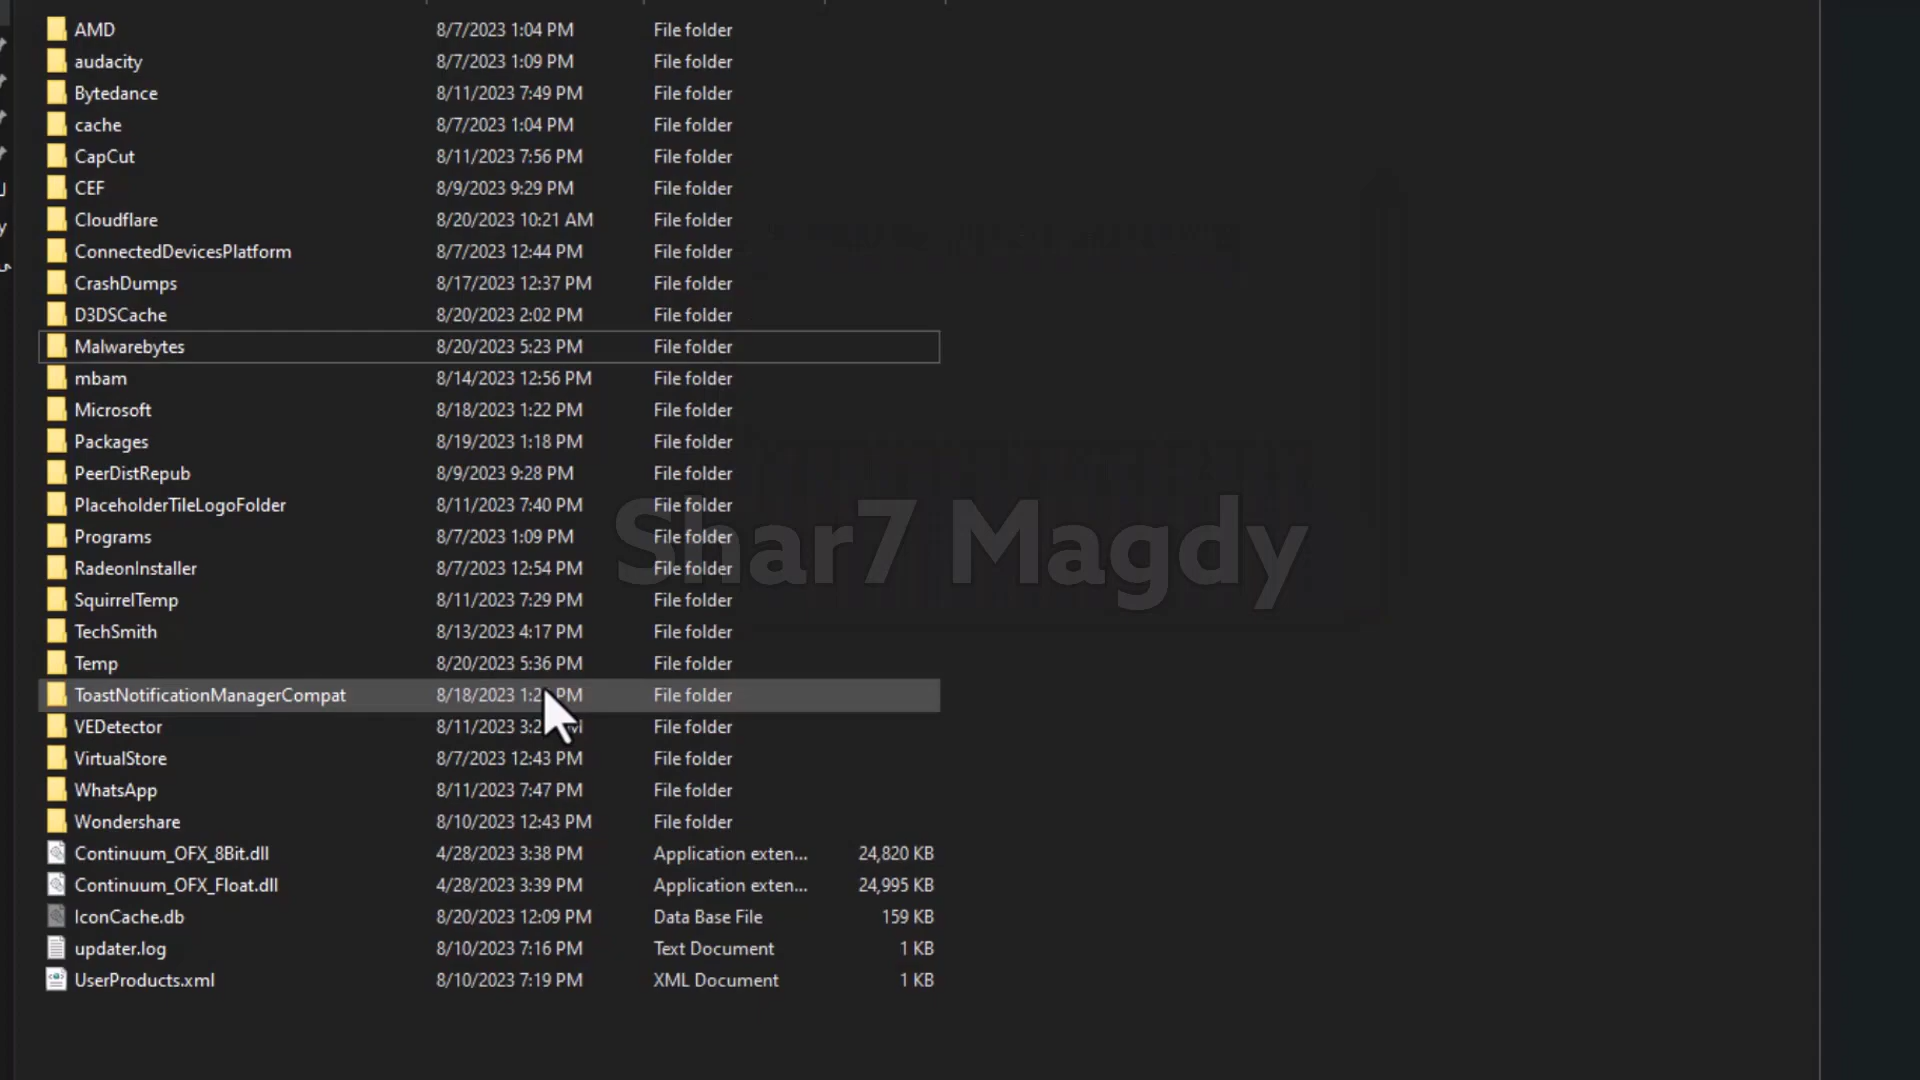 AMD 8/7/2023 1:04 PM File folder
audacity 8/7/2023 1:09 PM File folder
Bytedance 8/11/2023 7:49 PM File folder
cache 8/7/2023 1:04 PM File folder
CapCut 8/11/2023 7:56 PM File folder
CEF 8/9/2023 9:29 PM File folder
Cloudflare 8/20/2023 10:21 AM File folder
ConnectedDevicesPlatform 8/7/2023 12:44 PM File folder
CrashDumps 8/17/2023 12:37 PM File folder
D3DSCache 8/20/2023 2:02 PM File folder
Malwarebytes 8/20/2023 5:23 PM File folder
mbam 8/14/2023 12:56 PM File folder
Microsoft 8/18/2023 1:22 PM File folder
Packages 8/19/2023 1:18 PM File folder
PeerDistRepub 8/9/2023 9:28 PM File folder
PlaceholderTileLogoFolder 8/11/2023 7:40 PM File folder
Programs 8/7/2023 1:09 PM File folder
Shar7 Magdy
RadeonInstaller 8/7/2023 12:54 PM File folder
SquirrelTemp 8/11/2023 7:29 PM File folder
TechSmith 8/13/2023 4:17 PM File folder
Temp 8/20/2023 5:36 PM File folder
ToastNotificationManagerCompat 8/18/2023 PM File folder
VEDetector 8/11/2023 File folder
VirtualStore 8/7/2023 12:43 PM File folder
WhatsApp 8/11/2023 7:47 PM File folder
Wondershare 8/10/2023 12:43 PM File folder
Continuum_OFX_8Bit.dll 4/28/2023 3:38 PM Application exten... 24,820 KB
Continuum_OFX_Float.dll 4/28/2023 3:39 PM Application exten... 24,995 KB
IconCache.db 8/20/2023 12:09 PM Data Base File 159 KB
updater.log 8/10/2023 7:16 PM Text Document 1 KB
UserProducts.xml 8/10/2023 7:19 PM XML Document 1 KB